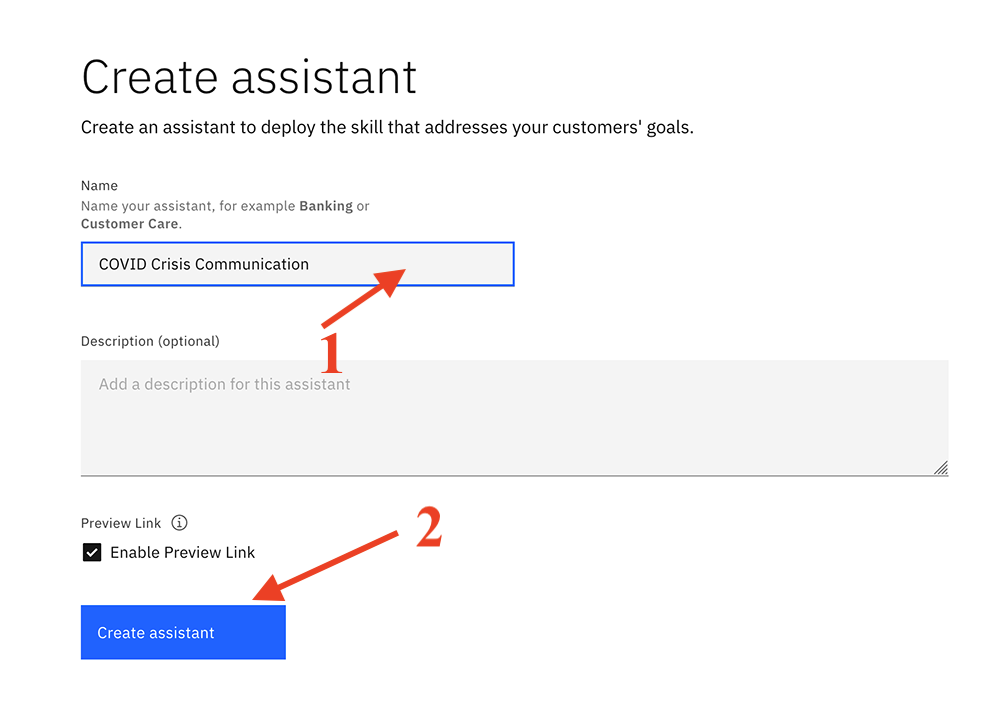 Create assistant
Create an assistant to deploy the skill that addresses your customers' goals.
Name
Name your assistant, for example Banking or
Customer Care.
COVID Crisis Communication
1
Description (optional)
Add a description for this assistant
Preview Link
2
Enable Preview Link
Create assistant